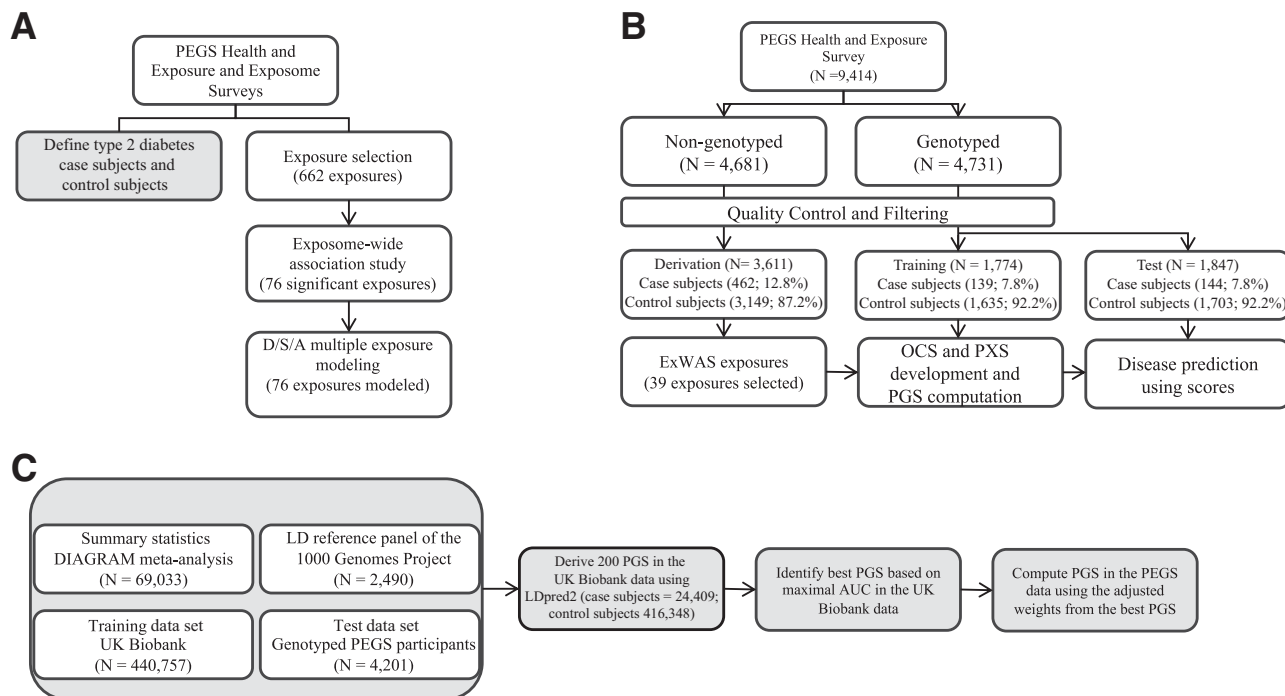 A
PEGS Health and
Exposure and Exposome
Surveys
Define type 2 diabetes
case subjects and
control subjects
Exposure selection
(662 exposures)
Exposome-wide
association study
(76 significant exposures)
D/S/A multiple exposure
modeling
(76 exposures modeled)
B
PEGS Health and Exposure
Survey
(N =9,414)
Non-genotyped
(N = 4,681)
Genotyped
(N = 4,731)
Quality Control and Filtering
Derivation (N= 3,611)
Case subjects (462; 12.8%)
Control subjects (3,149; 87.2%)
Training (N = 1,774)
Case subjects (139; 7.8%)
Control subjects (1,635; 92.2%)
Test (N = 1,847)
Case subjects (144; 7.8%)
Control subjects (1,703; 92.2%)
ExWAS exposures
(39 exposures selected)
OCS and PXS
development and
PGS computation
Disease prediction
using scores
C
Summary statistics
DIAGRAM meta-analysis
(N = 69,033)
LD reference panel of the
1000 Genomes Project
(N = 2,490)
Training data set
UK Biobank
(N = 440,757)
Test data set
Genotyped PEGS participants
(N = 4,201)
Derive 200 PGS in the
UK Biobank data using
LDpred2 (case subjects = 24,409;
control subjects 416,348)
Identify best PGS based on
maximal AUC in the UK
Biobank data
Compute PGS in the PEGS
data using the adjusted
weights from the best PGS